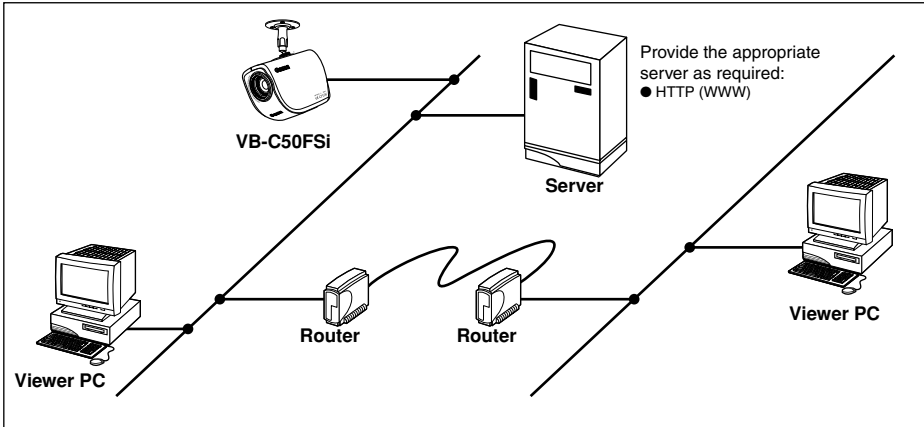 Provide the appropriate
server as required:
● HTTP (WWW)
VB-C50FSi
Server
Viewer PC
Router
Router
Viewer PC